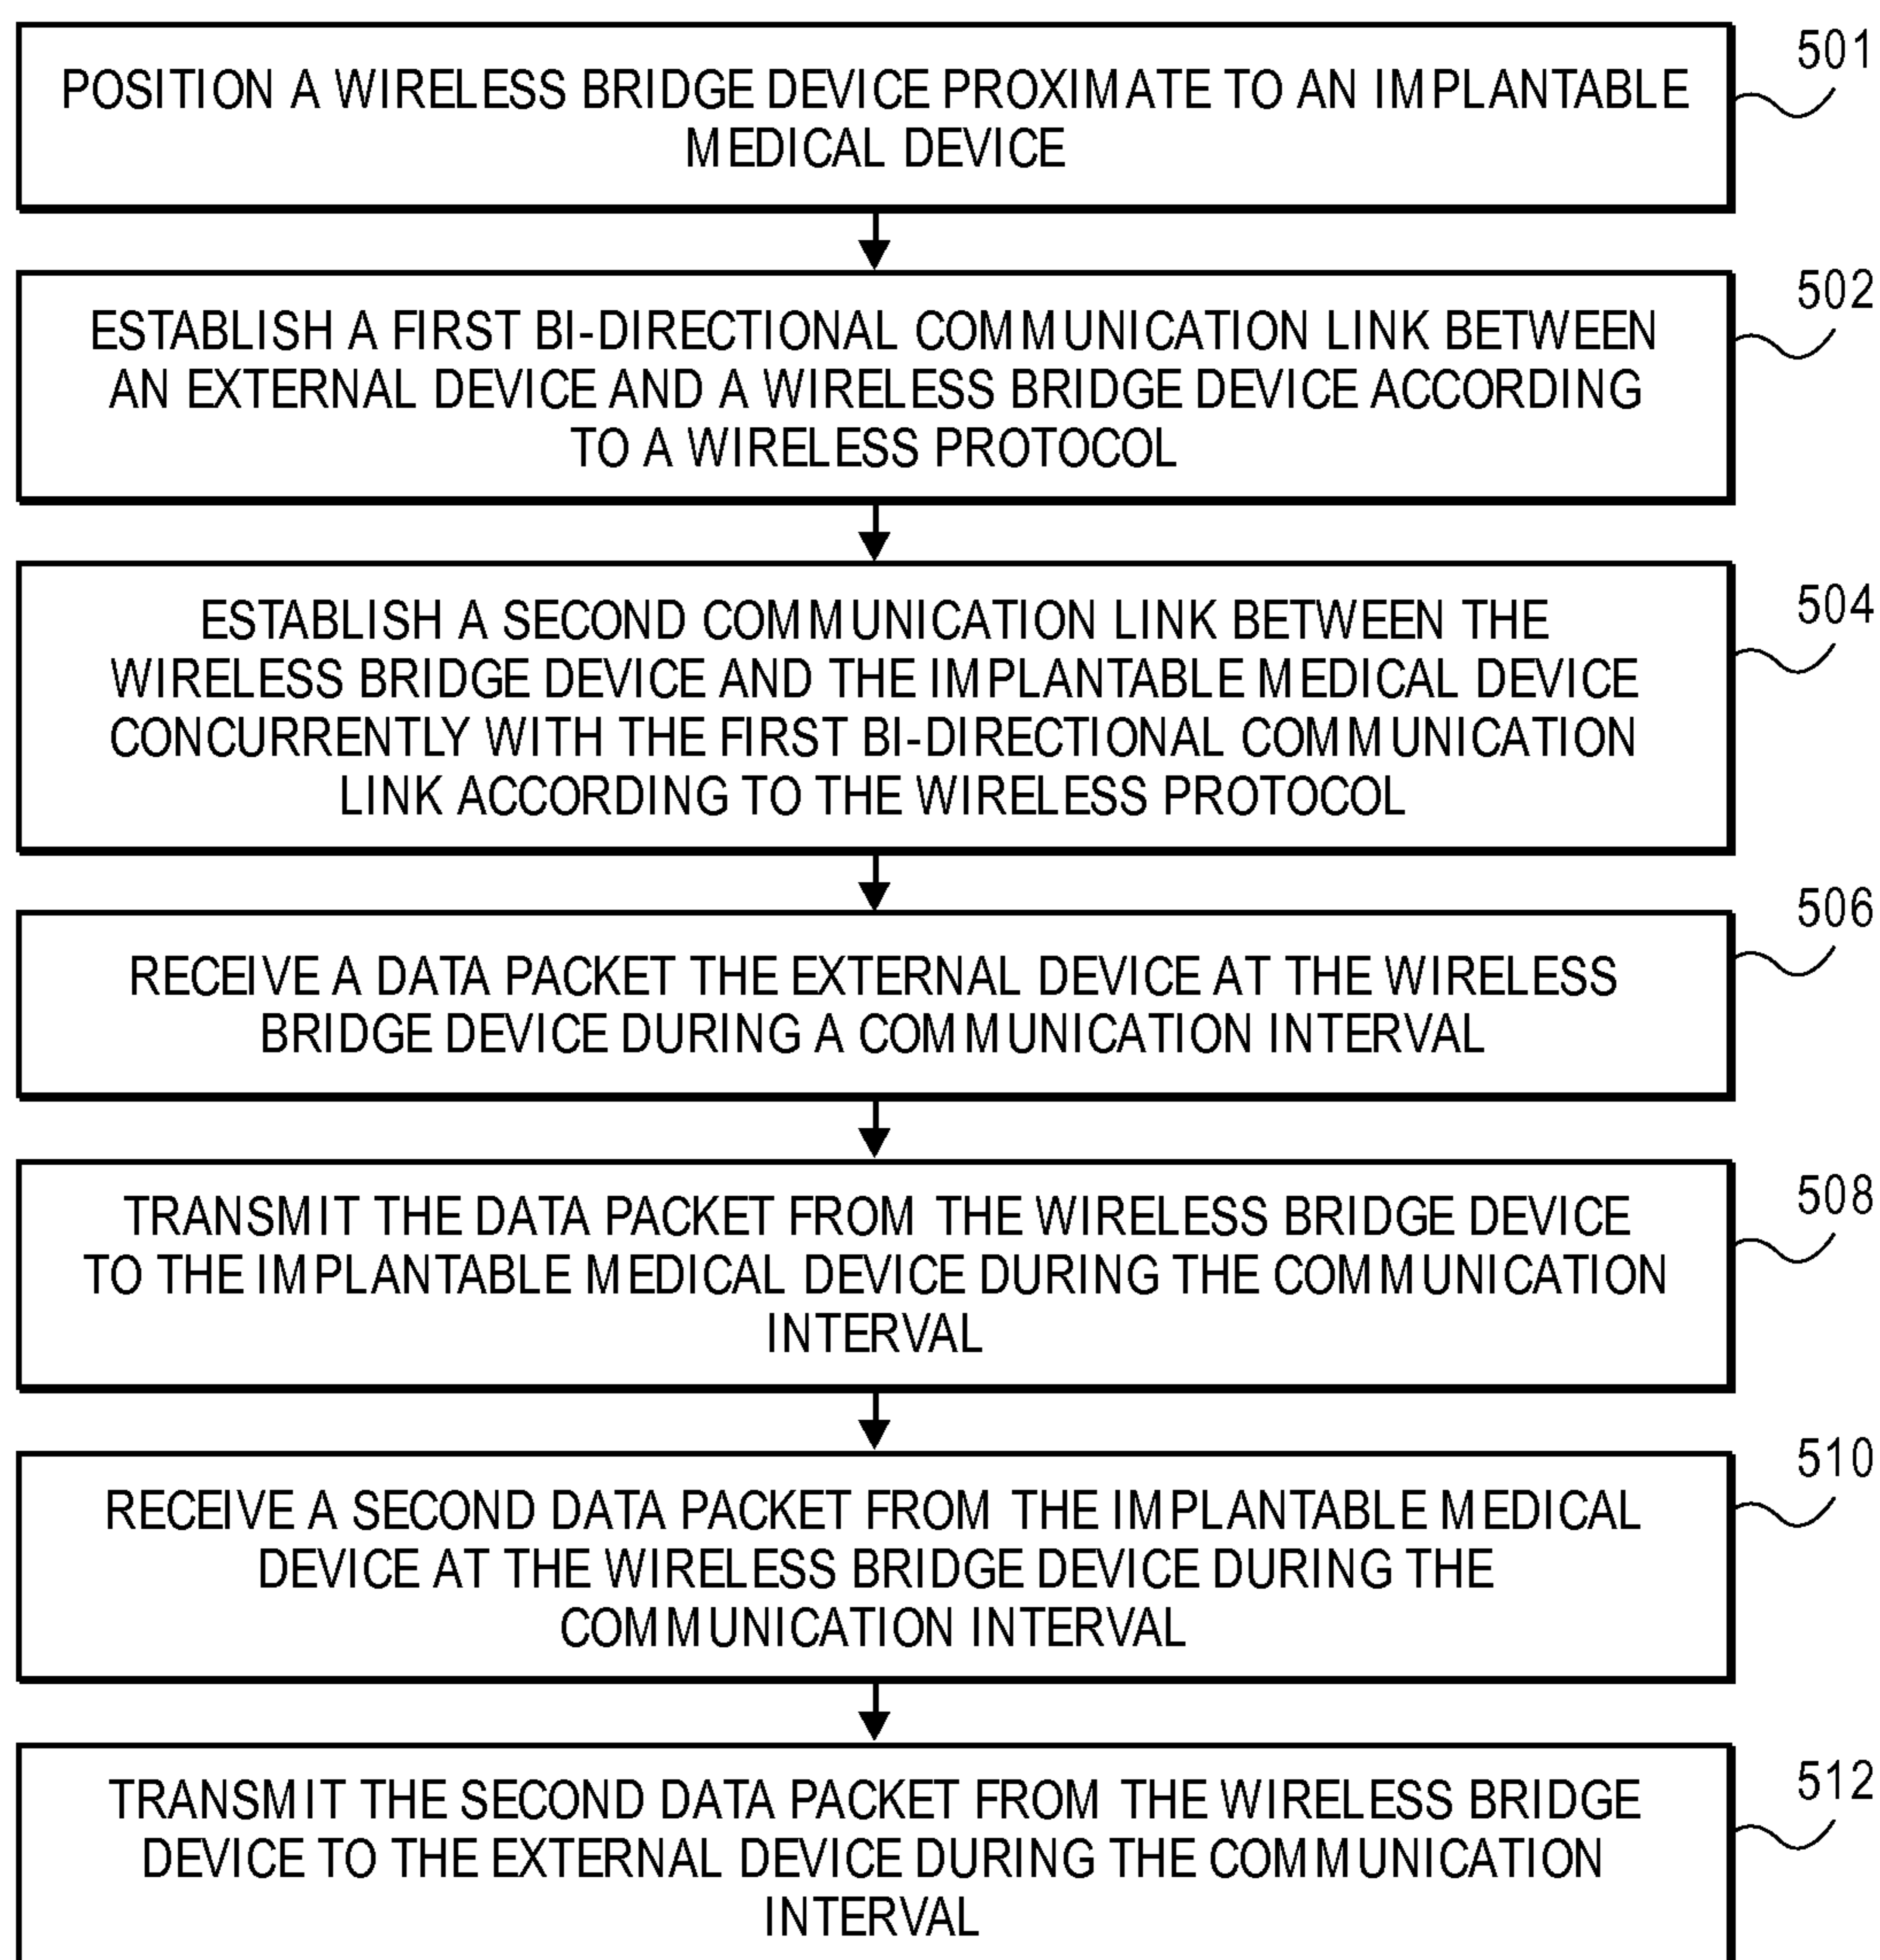 501
POSITION A WIRELESS BRIDGE DEVICE PROXIMATE TO AN IMPLANTABLE
MEDICAL DEVICE
502
ESTABLISH A FIRST BI-DIRECTIONAL COMMUNICATION LINK BETWEEN
AN EXTERNAL DEVICE AND A WIRELESS BRIDGE DEVICE ACCORDING
TO A WIRELESS PROTOCOL
504
ESTABLISH A SECOND COMMUNICATION LINK BETWEEN THE
WIRELESS BRIDGE DEVICE AND THE IMPLANTABLE MEDICAL DEVICE
CONCURRENTLY WITH THE FIRST BI-DIRECTIONAL COMMUNICATION
LINK ACCORDING TO THE WIRELESS PROTOCOL
506
RECEIVE A DATA PACKET THE EXTERNAL DEVICE AT THE WIRELESS
BRIDGE DEVICE DURING A COMMUNICATION INTERVAL
508
TRANSMIT THE DATA PACKET FROM THE WIRELESS BRIDGE DEVICE
TO THE IMPLANTABLE MEDICAL DEVICE DURING THE COMMUNICATION
INTERVAL
510
RECEIVE A SECOND DATA PACKET FROM THE IMPLANTABLE MEDICAL
DEVICE AT THE WIRELESS BRIDGE DEVICE DURING THE
COMMUNICATION INTERVAL
512
TRANSMIT THE SECOND DATA PACKET FROM THE WIRELESS BRIDGE
DEVICE TO THE EXTERNAL DEVICE DURING THE COMMUNICATION
INTERVAL